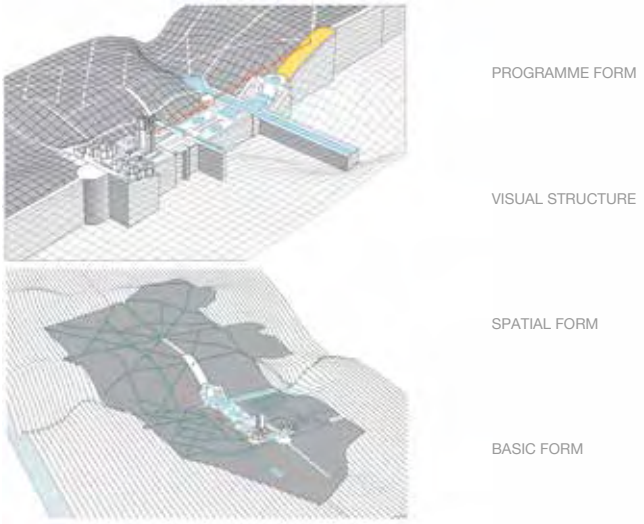 PROGRAMME FORM
VISUAL STRUCTURE
SPATIAL FORM
BASIC FORM